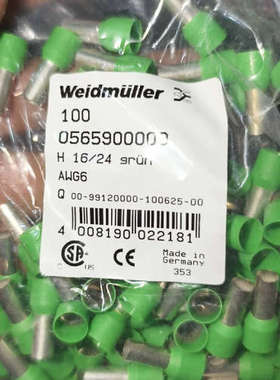 Weidmüller
100
0565900000
H 16/24 grün
AWG6
Q 00-99120000-100625-00
4 008190 022181
Made in
Germany
353